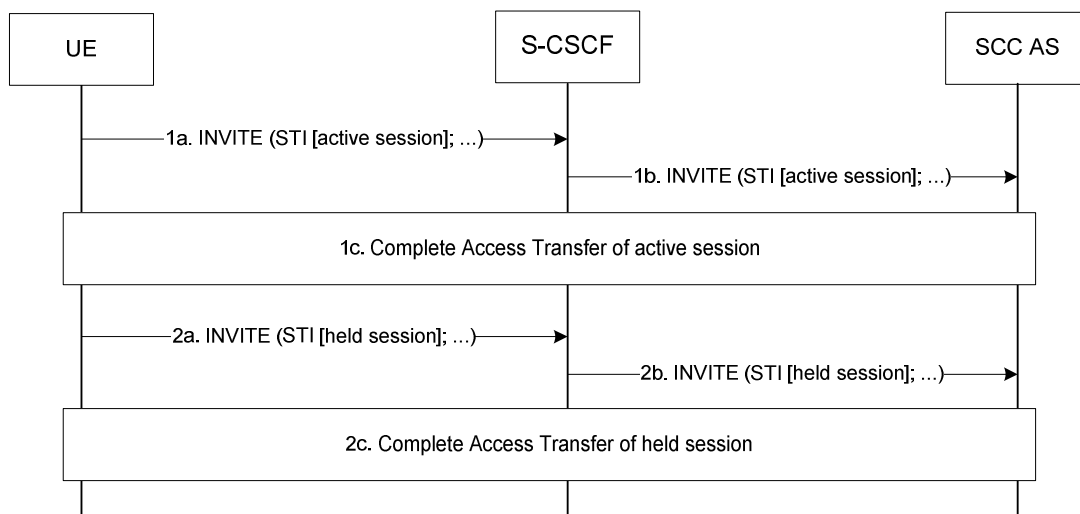 UE
S-CSCF
SCC AS
1a. INVITE (STI [active session]; ...)
1b. INVITE (STI [active session]; ...)
1c. Complete Access Transfer of active session
2a. INVITE (STI [held session]; ...)
2b. INVITE (STI [held session]; ...)
2c. Complete Access Transfer of held session